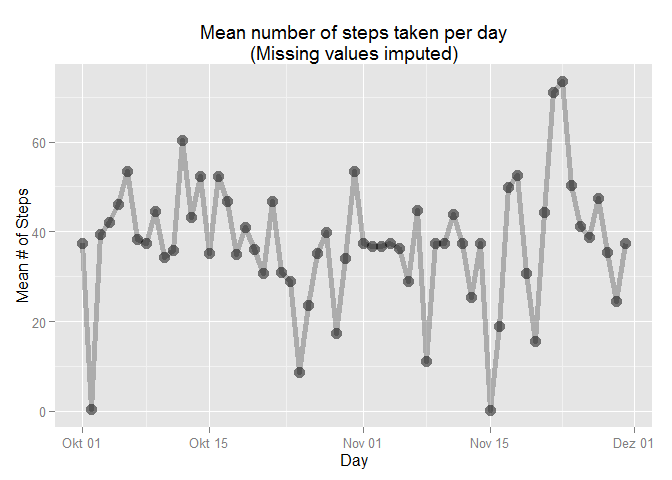 Mean number of steps taken per day
(Missing values imputed)
Mean # of Steps
60
40
20
0
Okt 01
Okt 15
Nov 01
Nov 15
Dez 01
Day